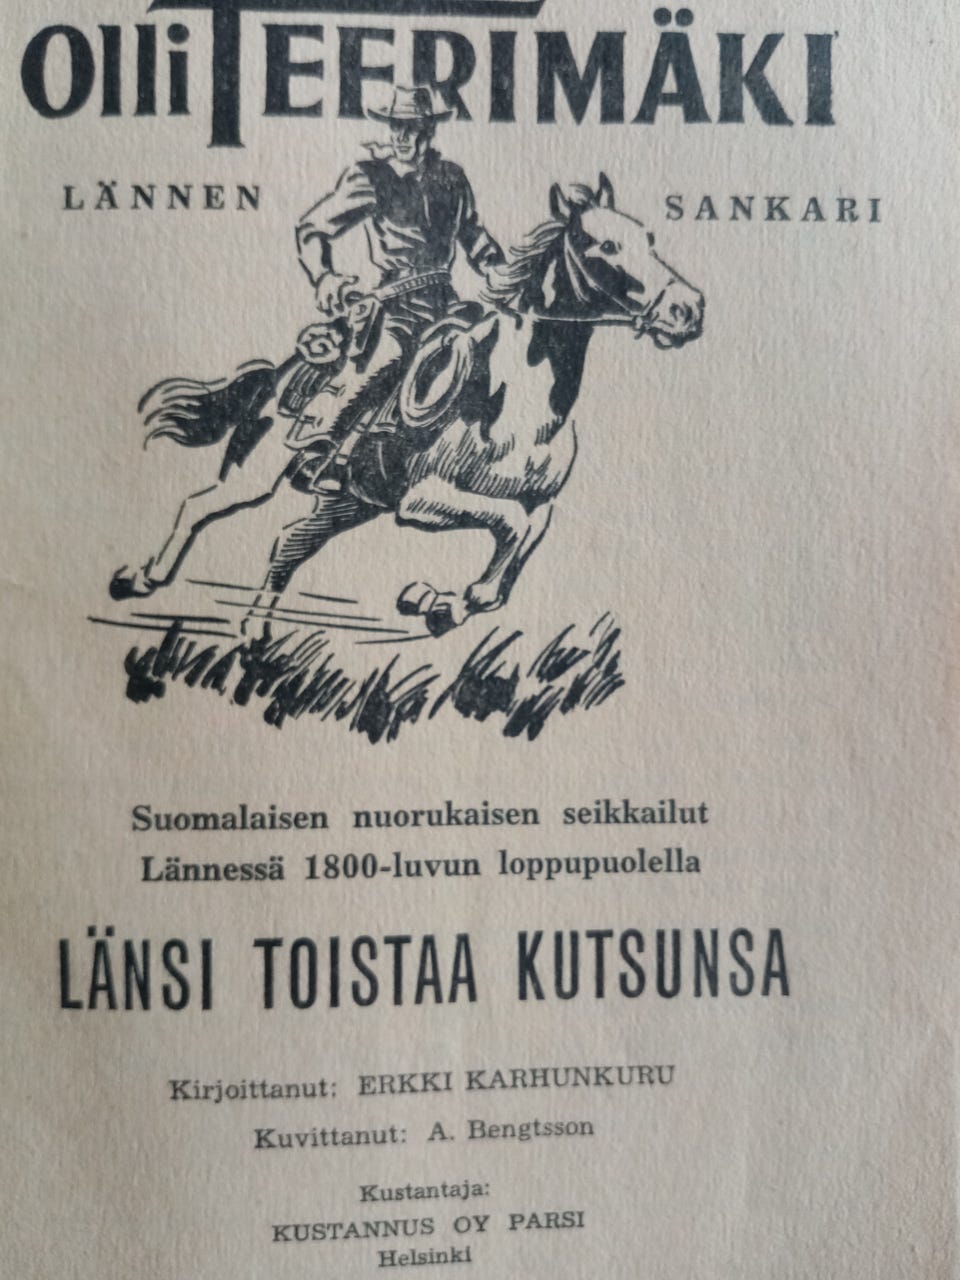 Olli TEERIMÄKI
LÄNNEN SANKARI
Suomalaisen nuorukaisen seikkailut
Lännessä 1800-luvun loppupuolella
LÄNSI TOISTAA KUTSUNSA
Kirjoittanut: ERKKI KARHUNKURU
Kuvittanut: A. Bengtsson
Kustantaja:
KUSTANNUS OY PARSI
Helsinki